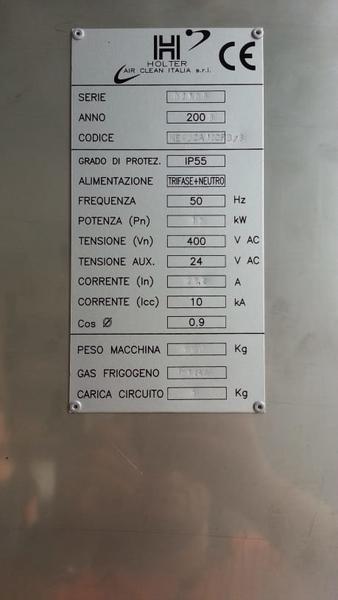 H
HOLTER
AIR CLEAN ITALIA s.r.l.
CE
SERIE
ANNO 200
CODICE
GRADO DI PROTEZ. IP55
ALIMENTAZIONE TRIFASE+NEUTRO
FREQUENZA 50 Hz
POTENZA (Pn) kW
TENSIONE (Vn) 400 V AC
TENSIONE AUX. 24 V AC
CORRENTE (In) A
CORRENTE (Icc) 10 kA
Cos Ø 0.9
PESO MACCHINA Kg
GAS FRIGOGENO
CARICA CIRCUITO Kg